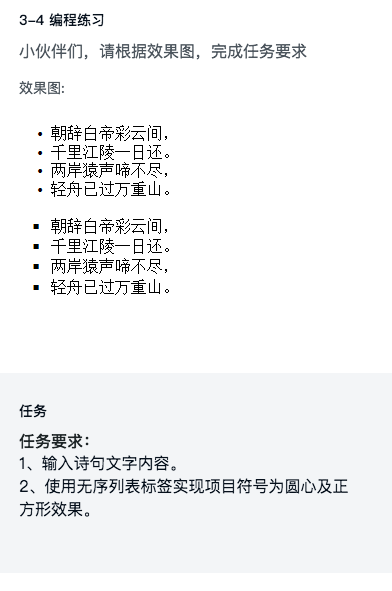 3-4 编程练习
小伙伴们，请根据效果图，完成任务要求
效果图:
• 朝辞白帝彩云间，
• 千里江陵一日还。
• 两岸猿声啼不尽，
• 轻舟已过万重山。
▪ 朝辞白帝彩云间，
▪ 千里江陵一日还。
▪ 两岸猿声啼不尽，
▪ 轻舟已过万重山。
任务
任务要求：
1、输入诗句文字内容。
2、使用无序列表标签实现项目符号为圆心及正
方形效果。